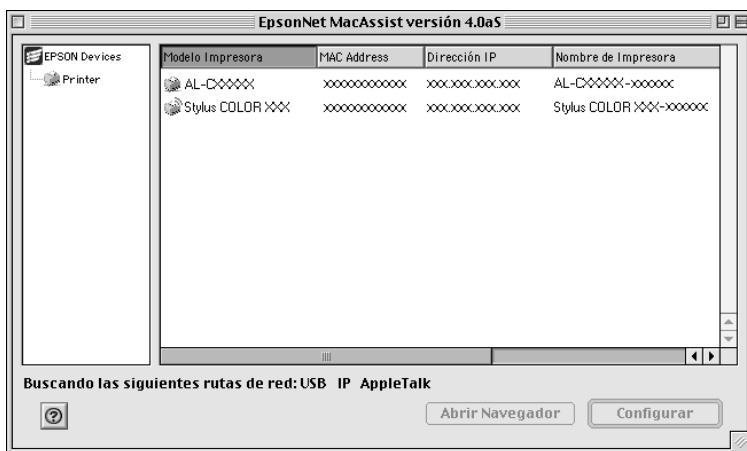 EpsonNet MacAssist versión 4.0aS
EPSON Devices
Printer
Modelo Impresora MAC Address Dirección IP Nombre de Impresora
AL-CXXXXX xxxxxxxxxxxx xxx.xxx.xxx.xxx AL-CXXXXX-xxxxxx
Stylus COLOR XXX xxxxxxxxxxxx xxx.xxx.xxx.xxx Stylus COLOR XXX-xxxxxx
Buscando las siguientes rutas de red: USB IP AppleTalk
?
Abrir Navegador Configurar